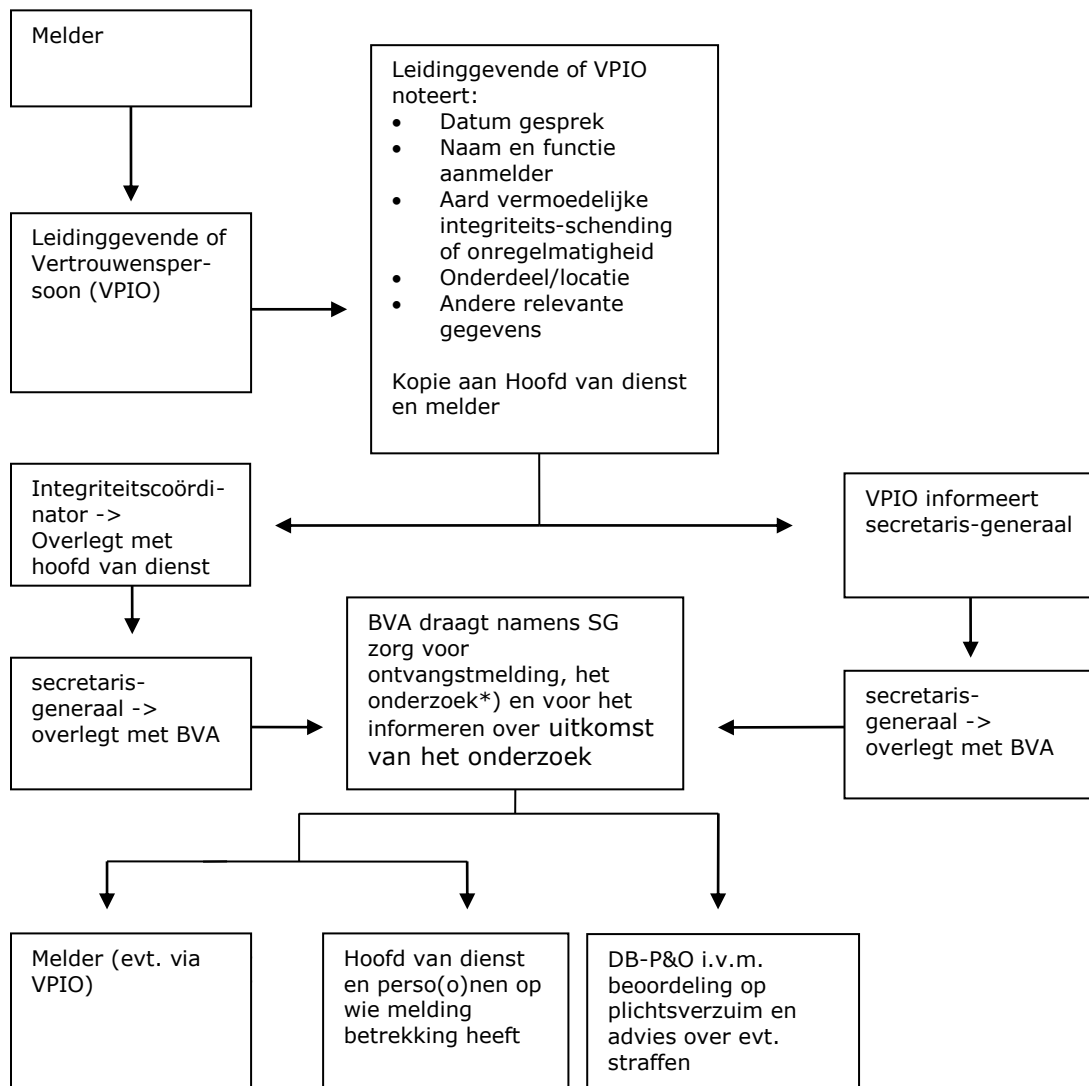 Melder
Leidinggevende of VPIO
noteert:
• Datum gesprek
• Naam en functie
aanmelder
• Aard vermoedelijke
integriteits-schending
of onregelmatigheid
• Onderdeel/locatie
• Andere relevante
gegevens
Kopie aan Hoofd van dienst
en melder
Leidinggevende of
Vertrouwensper-
soon (VPIO)
Integriteitscoördi-
nator ->
Overlegt met
hoofd van dienst
VPIO informeert
secretaris-generaal
BVA draagt namens SG
zorg voor
ontvangstmelding, het
onderzoek*) en voor het
informeren over uitkomst
van het onderzoek
secretaris-
generaal ->
overlegt met BVA
secretaris-
generaal ->
overlegt met BVA
Melder (evt. via
VPIO)
Hoofd van dienst
en perso(o)nen op
wie melding
betrekking heeft
DB-P&O i.v.m.
beoordeling op
plichtsverzuim en
advies over evt.
straffen